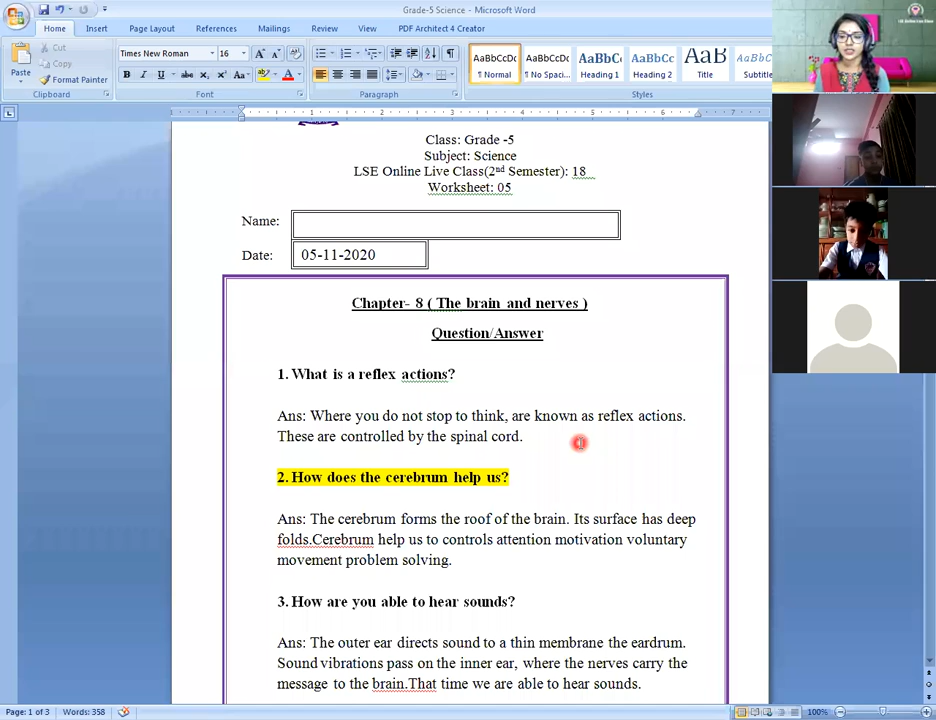 Grade-5 Science - Microsoft Word
Home Insert Page Layout References Mailings Review View PDF Architect 4 Creator
Cut
Copy
Paste
Format Painter
Clipboard
Times New Roman 16
Font
Paragraph
AaBbCcDc AaBbCcDc AaBbCc AaBbCc AaB AaBbCc
¶ Normal ¶ No Spaci... Heading 1 Heading 2 Title Subtitle
Styles
Class: Grade -5
Subject: Science
LSE Online Live Class(2nd Semester): 18
Worksheet: 05
Name:
Date: 05-11-2020
Chapter- 8 ( The brain and nerves )
Question/Answer
1. What is a reflex actions?
Ans: Where you do not stop to think, are known as reflex actions.
These are controlled by the spinal cord.
2. How does the cerebrum help us?
Ans: The cerebrum forms the roof of the brain. Its surface has deep
folds.Cerebrum help us to controls attention motivation voluntary
movement problem solving.
3. How are you able to hear sounds?
Ans: The outer ear directs sound to a thin membrane the eardrum.
Sound vibrations pass on the inner ear, where the nerves carry the
message to the brain.That time we are able to hear sounds.
Page: 1 of 3 Words: 358 100%